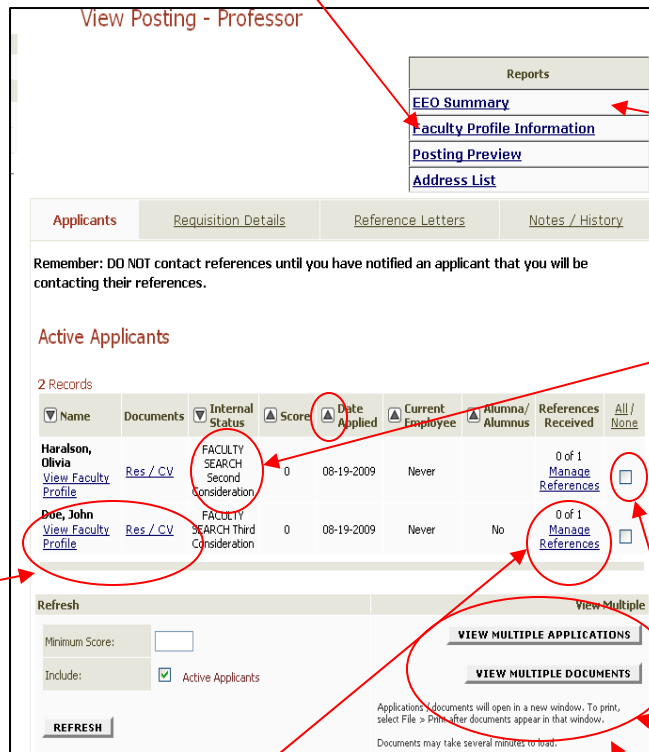 View Posting - Professor
Reports
EEO Summary
Faculty Profile Information
Posting Preview
Address List
Applicants Requisition Details Reference Letters Notes / History
Remember: DO NOT contact references until you have notified an applicant that you will be
contacting their references.
Active Applicants
2 Records
Name Documents Internal Status Score Date Applied Current Employee Alumna/ Alumnus References Received All / None
Haralson, Olivia View Faculty Profile Res / CV FACULTY SEARCH Second Consideration 0 08-19-2009 Never 0 of 1 Manage References
Doe, John View Faculty Profile Res / CV FACULTY SEARCH Third Consideration 0 08-19-2009 Never No 0 of 1 Manage References
Refresh View Multiple
Minimum Score: VIEW MULTIPLE APPLICATIONS
Include: Active Applicants VIEW MULTIPLE DOCUMENTS
Applications / documents will open in a new window. To print,
select File > Print after documents appear in that window.
REFRESH
Documents may take several minutes to load.